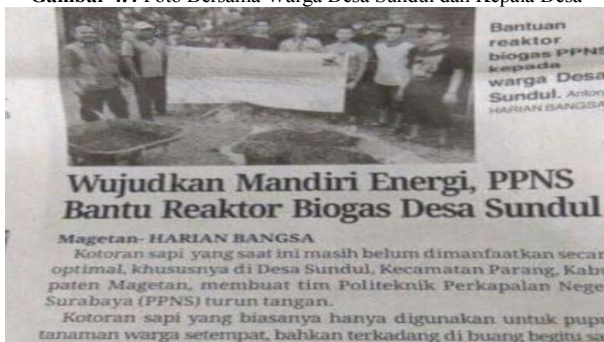 Gambar 4.4 Foto Bersama Warga Desa Sundul dan Kepala Desa
Bantuan
reaktor
biogas PPNS
kepada
warga Desa
Sundul. Anton
HARIAN BANGSA
Wujudkan Mandiri Energi, PPNS
Bantu Reaktor Biogas Desa Sundul
Magetan- HARIAN BANGSA
Kotoran sapi yang saat ini masih belum dimanfaatkan secar
optimal, khususnya di Desa Sundul, Kecamatan Parang, Kabu
paten Magetan, membuat tim Politeknik Perkapalan Nege
Surabaya (PPNS) turun tangan.
Kotoran sapi yang biasanya hanya digunakan untuk pupu
tanaman warga setempat, bahkan terkadang di buang begitu sa